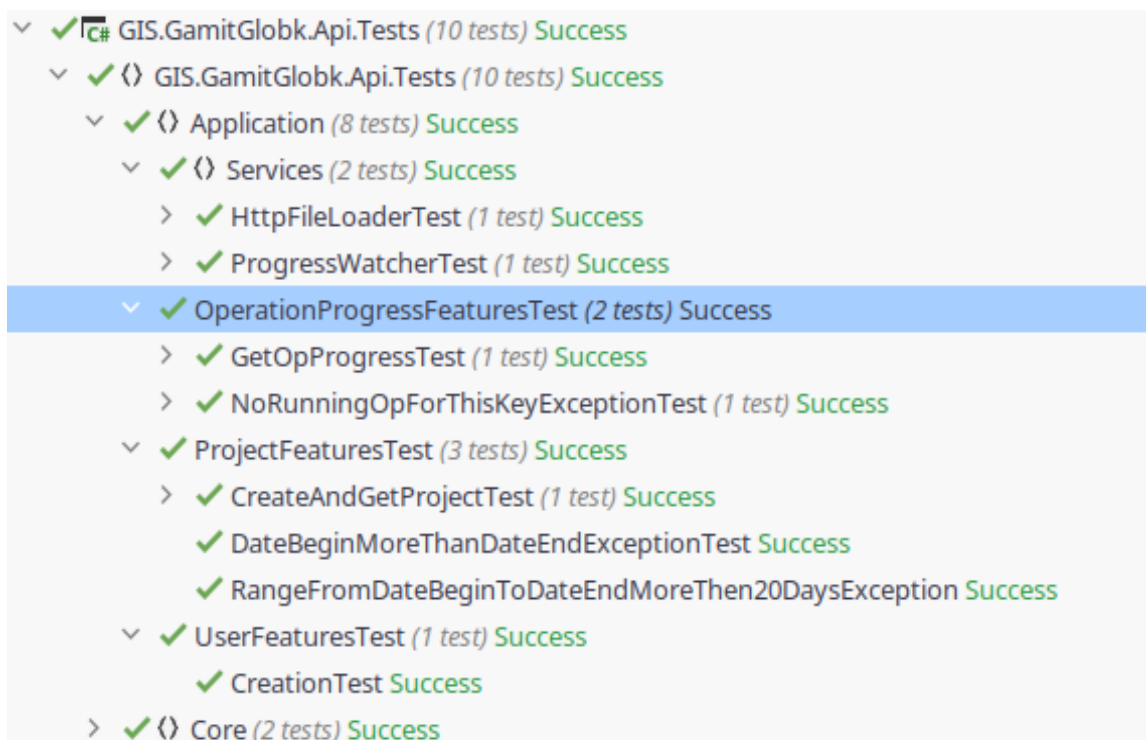 C# GIS.GamitGlobk.Api.Tests (10 tests) Success
GIS.GamitGlobk.Api.Tests (10 tests) Success
Application (8 tests) Success
Services (2 tests) Success
HttpFileLoaderTest (1 test) Success
ProgressWatcherTest (1 test) Success
OperationProgressFeaturesTest (2 tests) Success
GetOpProgressTest (1 test) Success
NoRunningOpForThisKeyExceptionTest (1 test) Success
ProjectFeaturesTest (3 tests) Success
CreateAndGetProjectTest (1 test) Success
DateBeginMoreThanDateEndExceptionTest Success
RangeFromDateBeginToDateEndMoreThen20DaysException Success
UserFeaturesTest (1 test) Success
CreationTest Success
Core (2 tests) Success